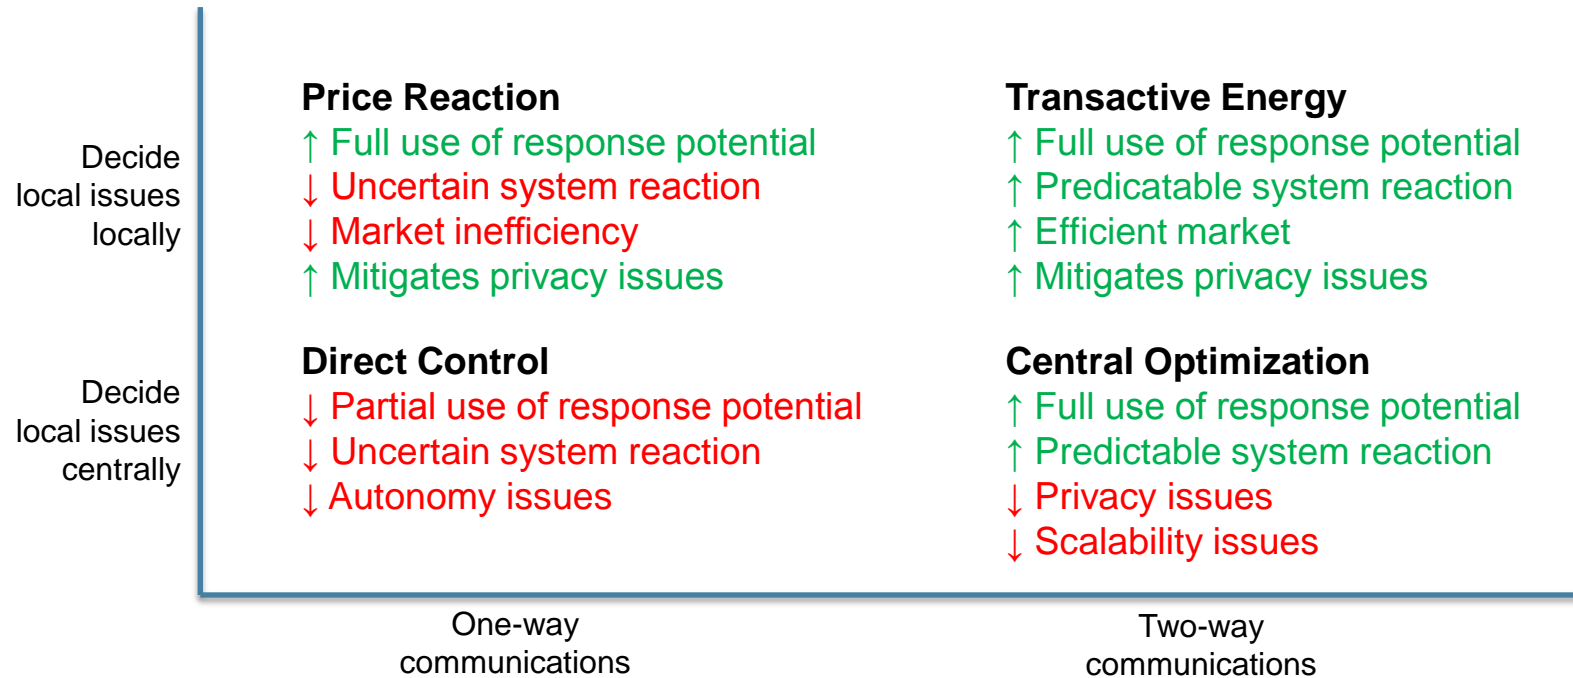 Price Reaction
↑ Full use of response potential
↓ Uncertain system reaction
↓ Market inefficiency
↑ Mitigates privacy issues
Transactive Energy
↑ Full use of response potential
↑ Predicatable system reaction
↑ Efficient market
↑ Mitigates privacy issues
Decide
local issues
locally
Direct Control
↓ Partial use of response potential
↓ Uncertain system reaction
↓ Autonomy issues
Central Optimization
↑ Full use of response potential
↑ Predictable system reaction
↓ Privacy issues
↓ Scalability issues
Decide
local issues
centrally
One-way
communications
Two-way
communications